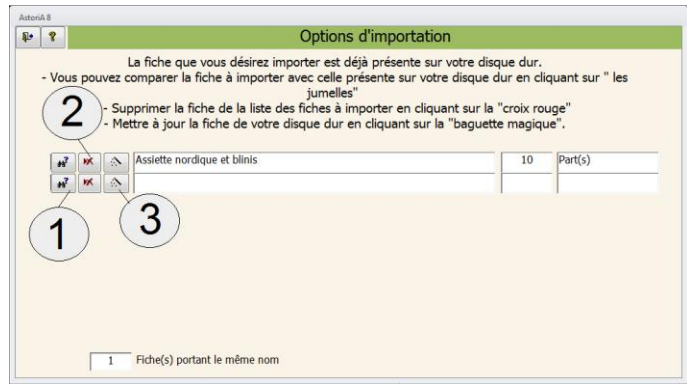 AstoriA 8
? Options d'importation
La fiche que vous désirez importer est déjà présente sur votre disque dur.
- Vous pouvez comparer la fiche à importer avec celle présente sur votre disque dur en cliquant sur " les
jumelles"
- Supprimer la fiche de la liste des fiches à importer en cliquant sur la "croix rouge"
- Mettre à jour la fiche de votre disque dur en cliquant sur la "baguette magique".
2
Assiette nordique et blinis 10 Part(s)
1
3
1 Fiche(s) portant le même nom